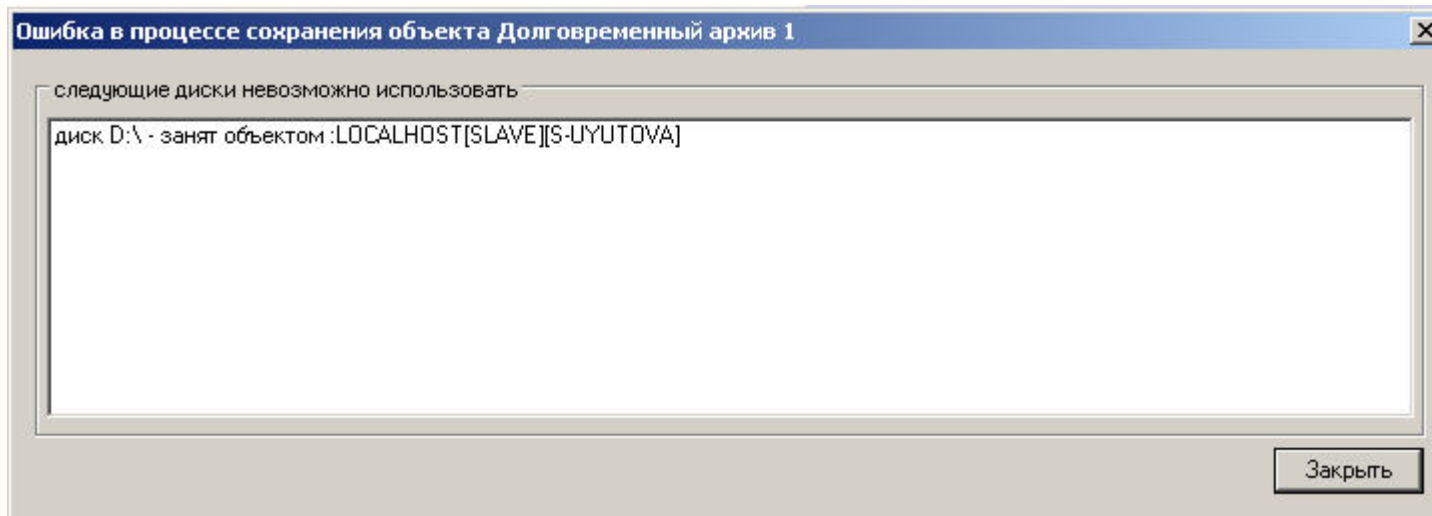 Ошибка в процессе сохранения объекта Долговременный архив 1
следующие диски невозможно использовать
диск D:\ - занят объектом :LOCALHOST[SLAVE][S-UYUTOVA]
Закрыть